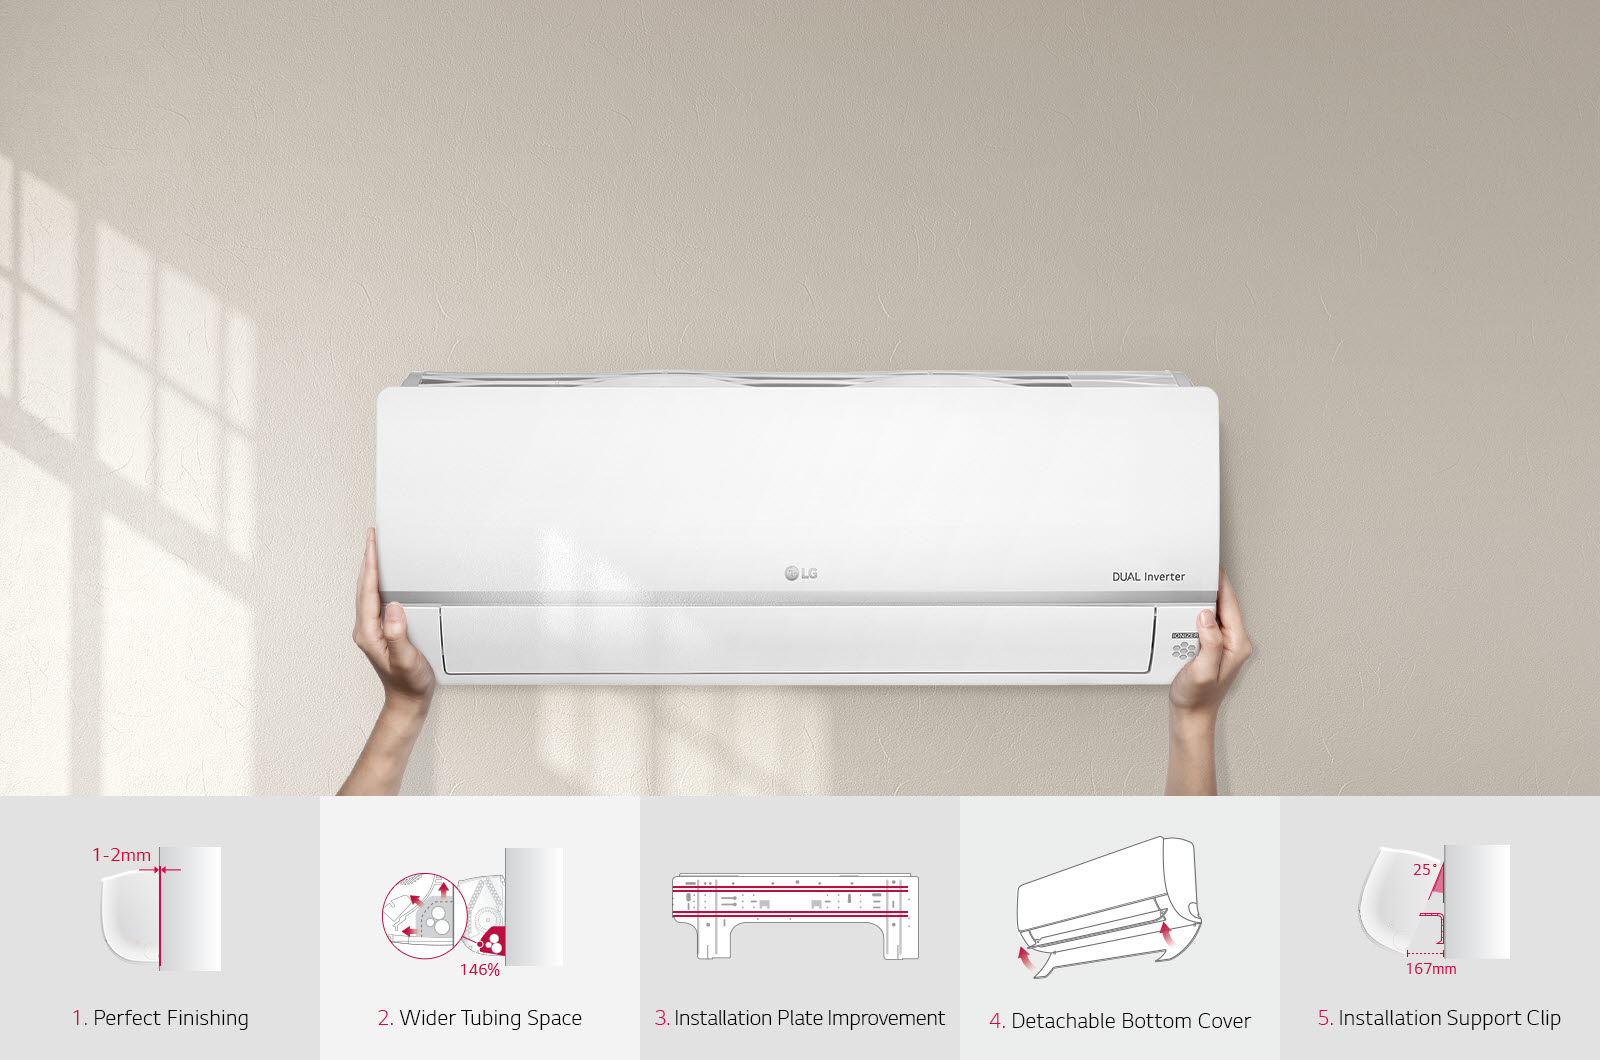 LG
DUAL Inverter
IONIZER
1-2mm
146%
25°
167mm
1. Perfect Finishing
2. Wider Tubing Space
3. Installation Plate Improvement
4. Detachable Bottom Cover
5. Installation Support Clip